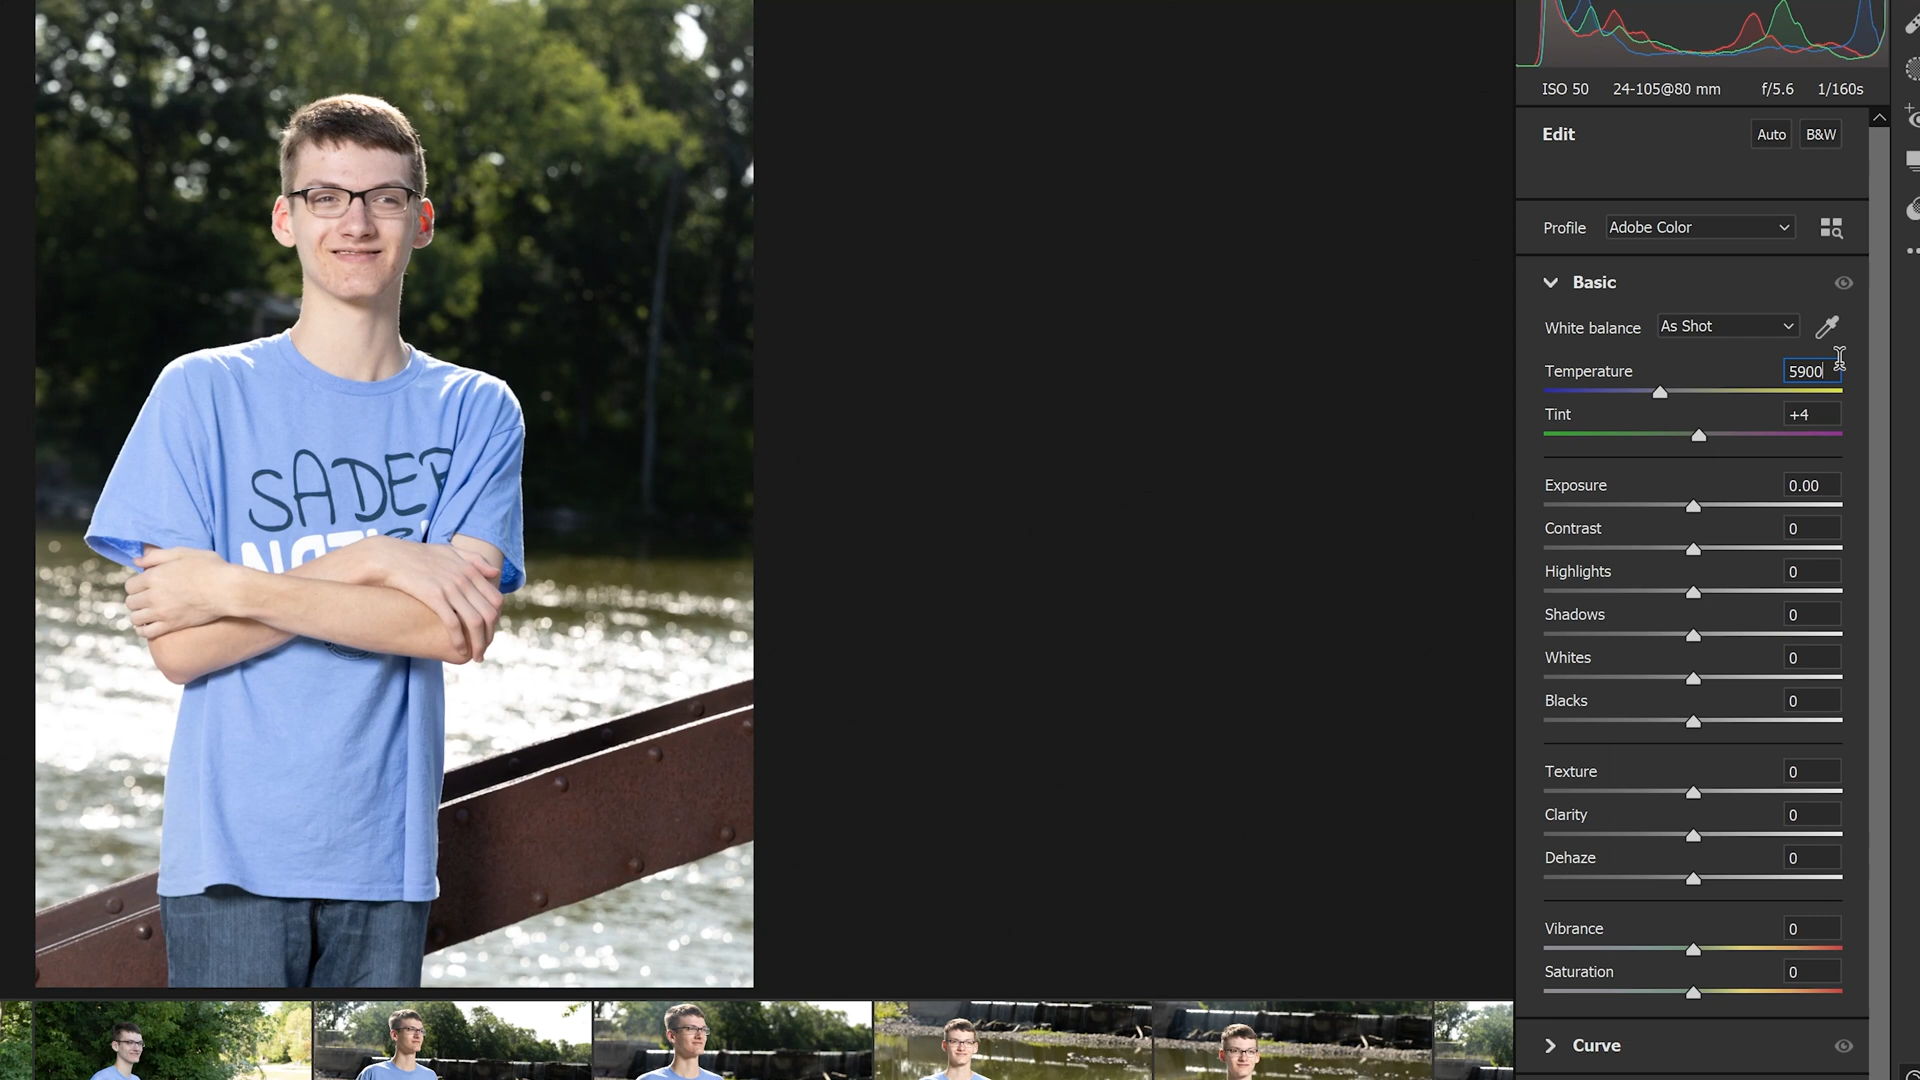 ISO 50 24-105@80 mm f/5.6 1/160s
Edit Auto B&W
Profile Adobe Color
Basic
White balance As Shot
Temperature 5900
Tint +4
Exposure 0.00
Contrast 0
Highlights 0
Shadows 0
Whites 0
Blacks 0
Texture 0
Clarity 0
Dehaze 0
Vibrance 0
Saturation 0
Curve
SADER